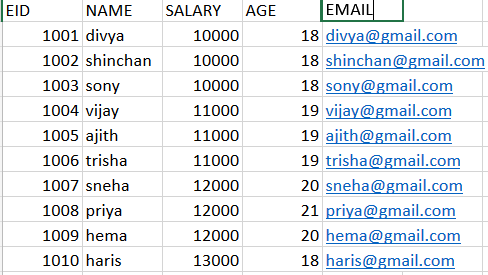 EID NAME SALARY AGE EMAIL
1001 divya 10000 18 divya@gmail.com
1002 shinchan 10000 18 shinchan@gmail.com
1003 sony 10000 18 sony@gmail.com
1004 vijay 11000 19 vijay@gmail.com
1005 ajith 11000 19 ajith@gmail.com
1006 trisha 11000 19 trisha@gmail.com
1007 sneha 12000 20 sneha@gmail.com
1008 priya 12000 21 priya@gmail.com
1009 hema 12000 20 hema@gmail.com
1010 haris 13000 18 haris@gmail.com